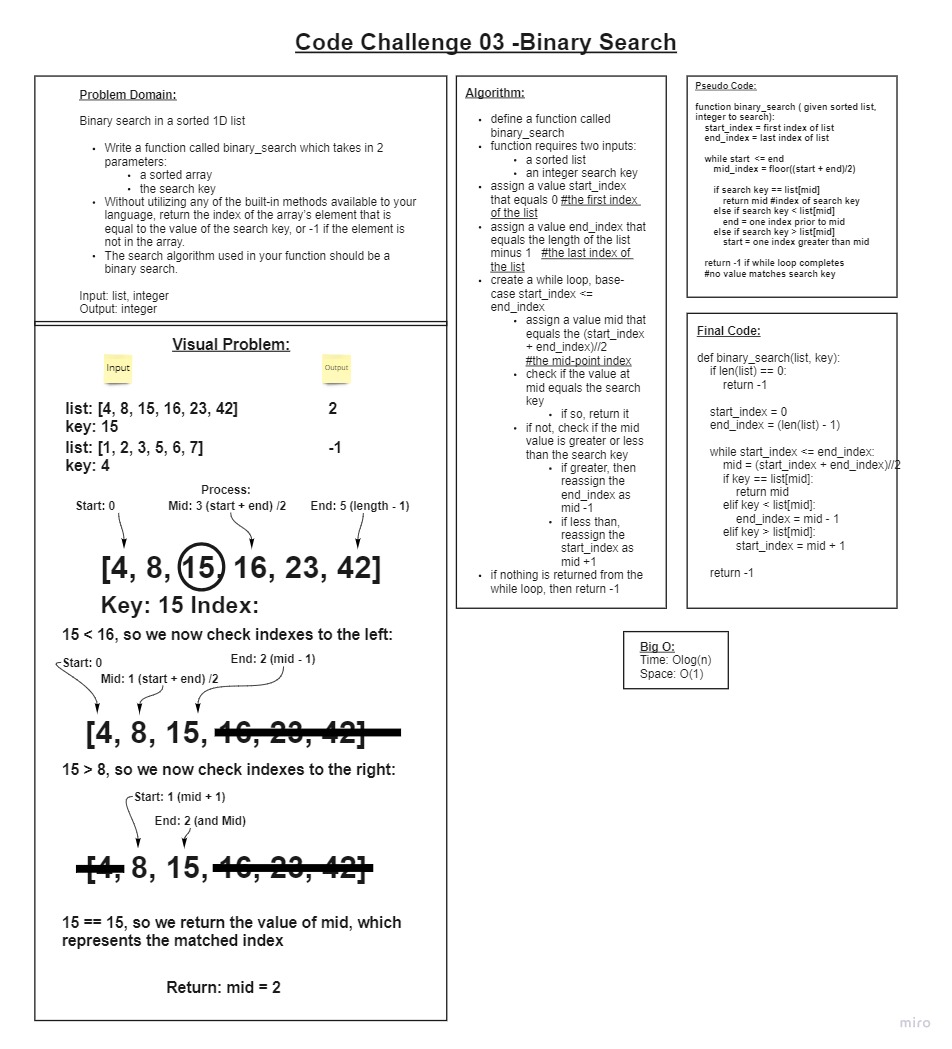 Code Challenge 03 -Binary Search
Problem Domain:
Binary search in a sorted 1D list
• Write a function called binary_search which takes in 2
parameters:
• a sorted array
• the search key
• Without utilizing any of the built-in methods available to your
language, return the index of the array's element that is
equal to the value of the search key, or -1 if the element is
not in the array.
• The search algorithm used in your function should be a
binary search.
Input: list, integer
Output: integer
Visual Problem:
Input
Output
list: [4, 8, 15, 16, 23, 42]
2
key: 15
list: [1, 2, 3, 5, 6, 7]
-1
key: 4
Process:
Start: 0
Mid: 3 (start + end) /2
End: 5 (length - 1)
[4, 8, 15, 16, 23, 42]
Key: 15 Index:
15 < 16, so we now check indexes to the left:
Start: 0
End: 2 (mid - 1)
Mid: 1 (start + end) /2
[4, 8, 15, 16, 23, 42]
15 > 8, so we now check indexes to the right:
Start: 1 (mid + 1)
End: 2 (and Mid)
[4, 8, 15, 16, 23, 42]
15 == 15, so we return the value of mid, which
represents the matched index
Return: mid = 2
Algorithm:
• define a function called
binary_search
• function requires two inputs:
• a sorted list
• an integer search key
• assign a value start_index
that equals 0 #the first index
of the list
• assign a value end_index that
equals the length of the list
minus 1 #the last index of
the list
• create a while loop, base-
case start_index <=
end_index
• assign a value mid that
equals the (start_index
+ end_index)//2
#the mid-point index
• check if the value at
mid equals the search
key
• if so, return it
• if not, check if the mid
value is greater or less
than the search key
• if greater, then
reassign the
end_index as
mid -1
• if less than,
reassign the
start_index as
mid +1
• if nothing is returned from the
while loop, then return -1
Pseudo Code:
function binary_search ( given sorted list,
integer to search):
start_index = first index of list
end_index = last index of list
while start <= end
mid_index = floor((start + end)/2)
if search key == list[mid]
return mid #index of search key
else if search key < list[mid]
end = one index prior to mid
else if search key > list[mid]
start = one index greater than mid
return -1 if while loop completes
#no value matches search key
Final Code:
def binary_search(list, key):
if len(list) == 0:
return -1
start_index = 0
end_index = (len(list) - 1)
while start_index <= end_index:
mid = (start_index + end_index)//2
if key == list[mid]:
return mid
elif key < list[mid]:
end_index = mid - 1
elif key > list[mid]:
start_index = mid + 1
return -1
Big O:
Time: Olog(n)
Space: O(1)
miro